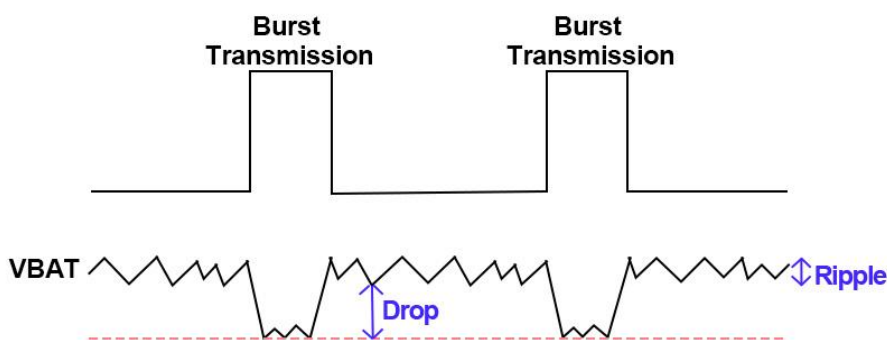 Burst
Transmission
Burst
Transmission
VBAT
Ripple
Drop